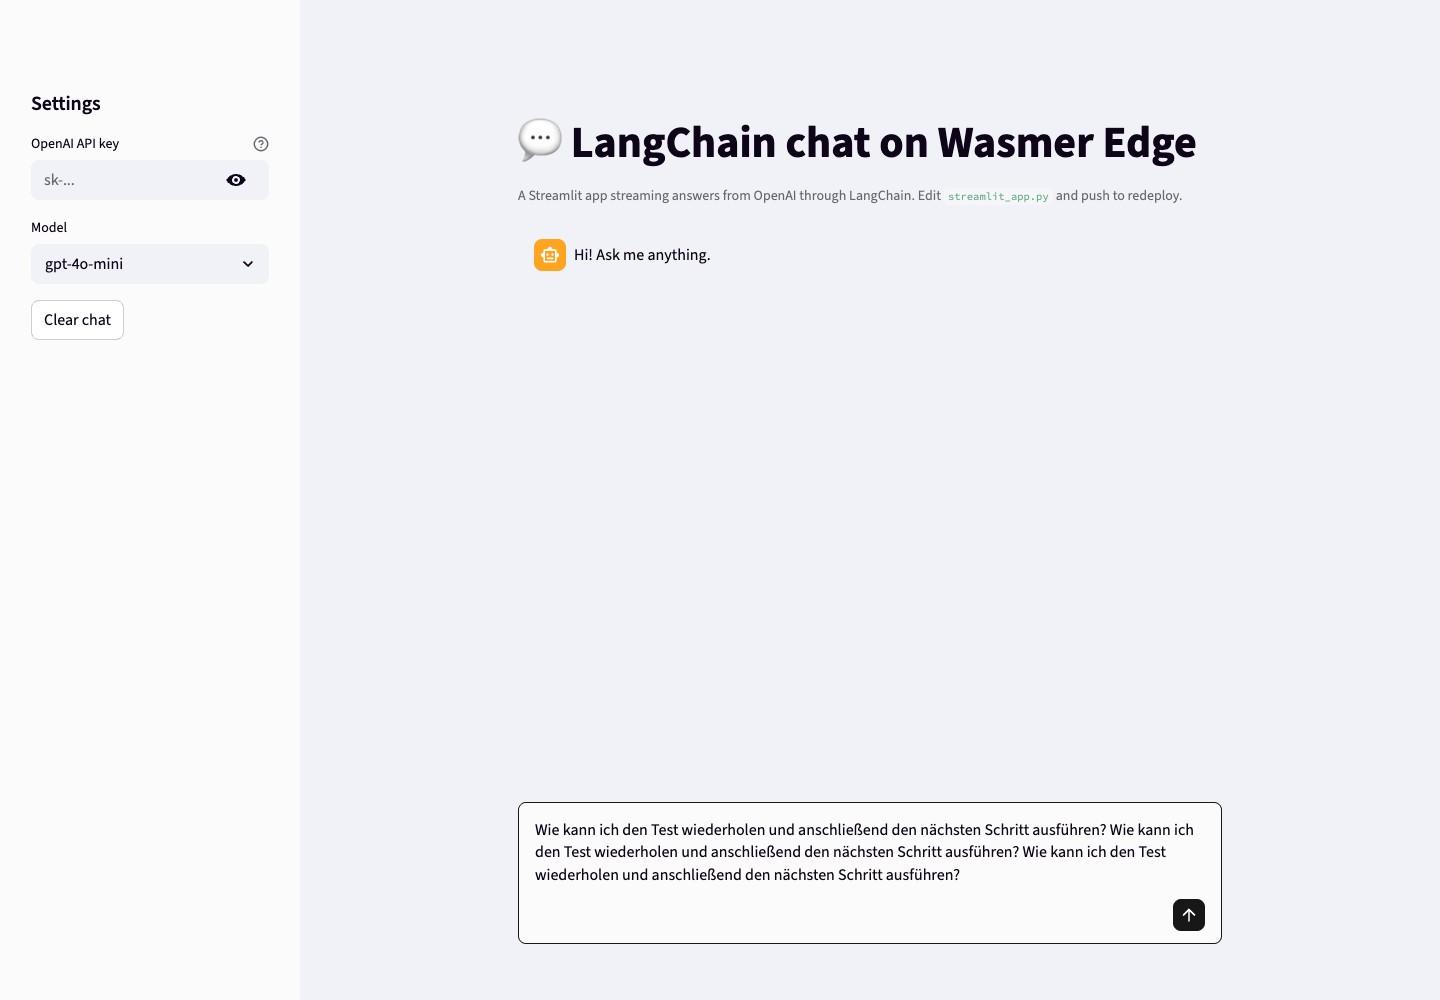 Settings
OpenAI API key
sk-...
Model
gpt-4o-mini
Clear chat
LangChain chat on Wasmer Edge
A Streamlit app streaming answers from OpenAI through LangChain. Edit streamlit_app.py and push to redeploy.
Hi! Ask me anything.
Wie kann ich den Test wiederholen und anschließend den nächsten Schritt ausführen? Wie kann ich
den Test wiederholen und anschließend den nächsten Schritt ausführen? Wie kann ich den Test
wiederholen und anschließend den nächsten Schritt ausführen?